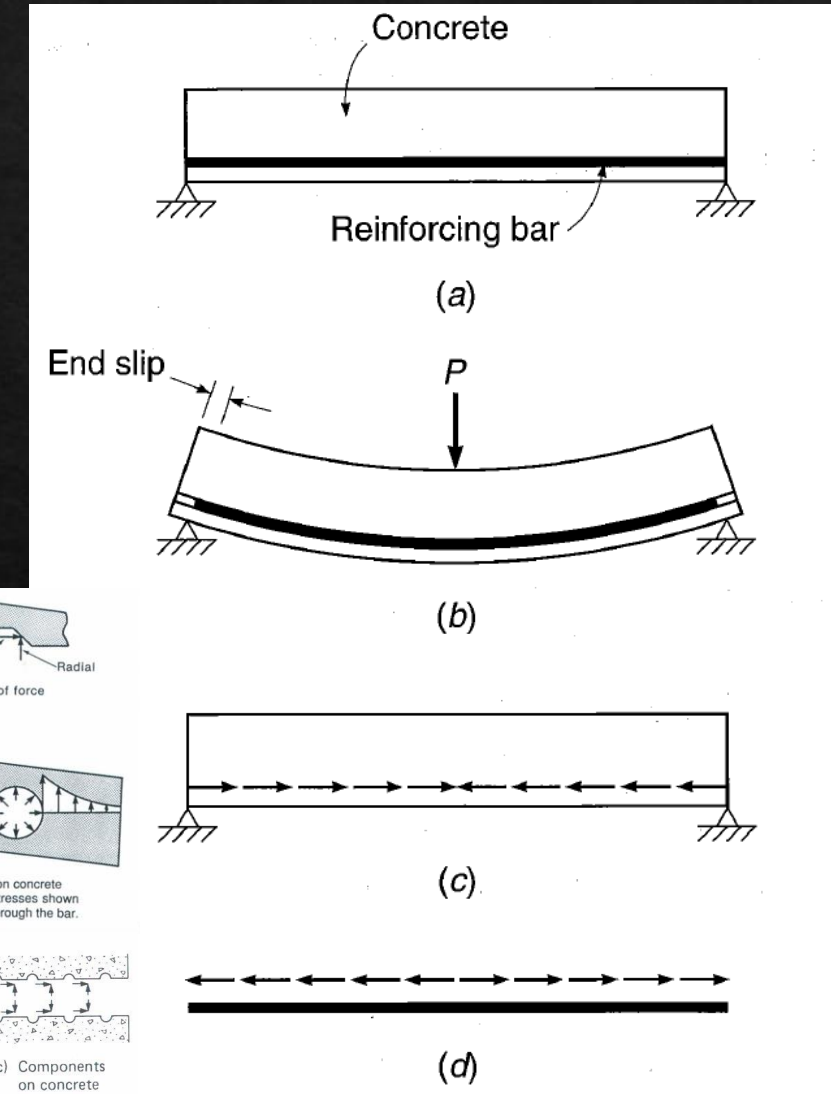 Concrete
Reinforcing bar
(a)
End slip
P
(b)
Radial
of force
on concrete
resses shown
rough the bar.
(c)
(d)
c) Components
on concrete